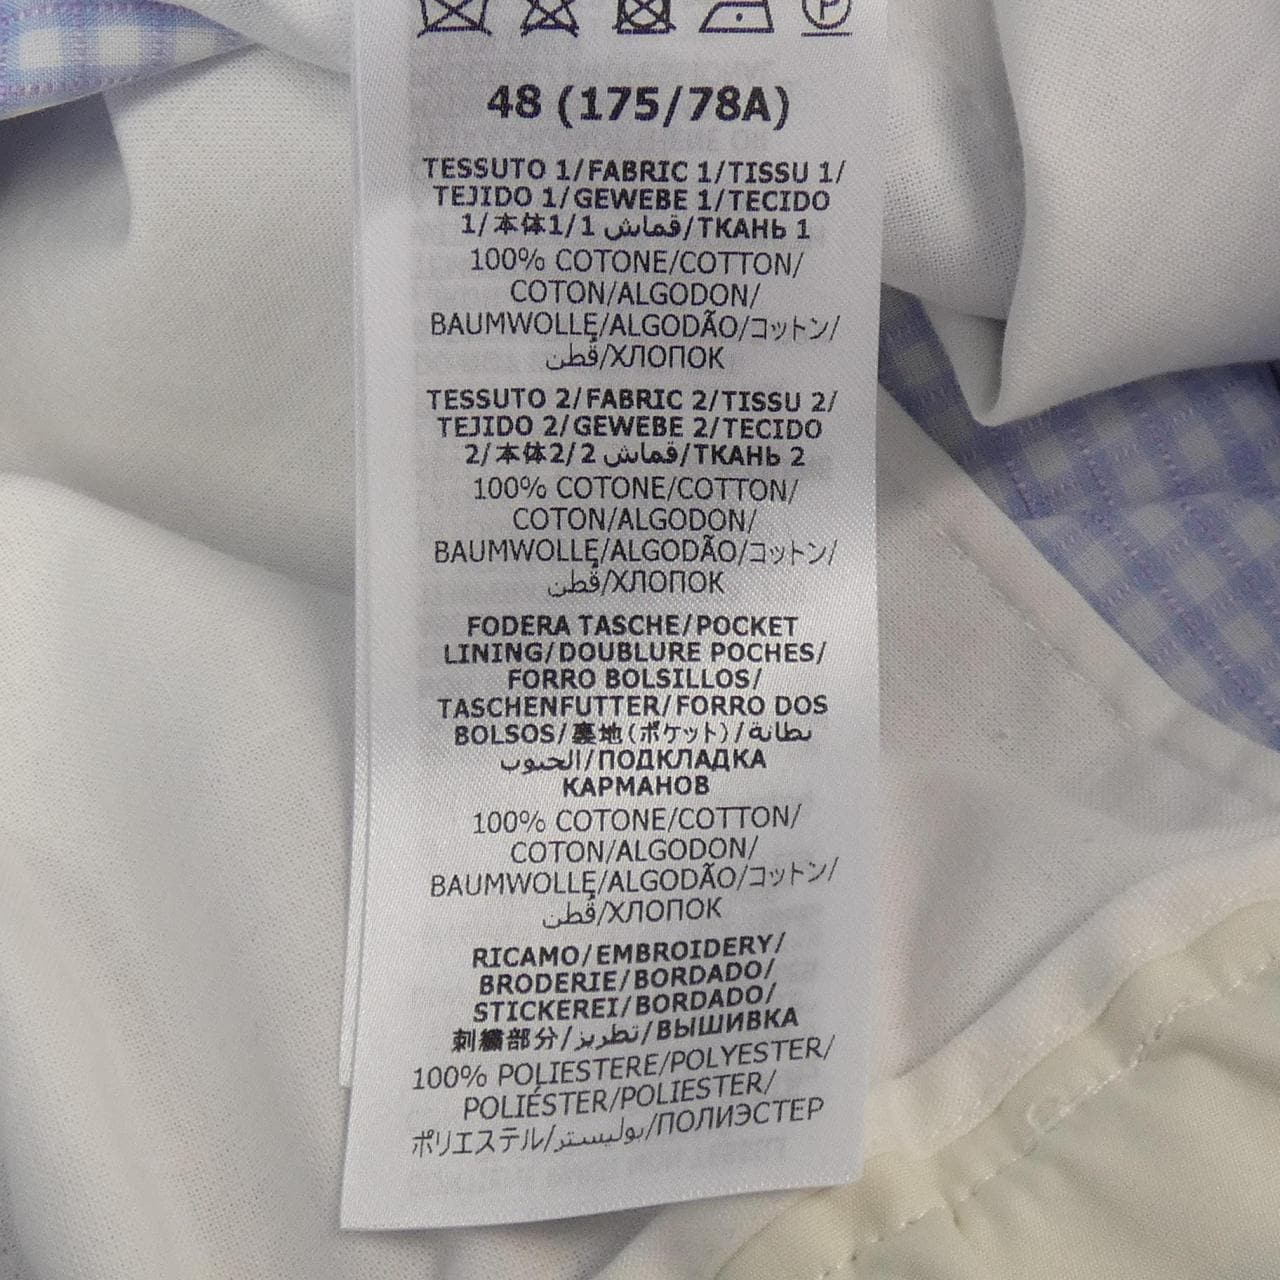 48 (175/78A)
TESSUTO 1/FABRIC 1/TISSU 1/
TEJIDO 1/GEWEBE 1/TECIDO
1/本体1/1 قماش/ТКАНЬ 1
100% COTONE/COTTON/
COTON/ALGODON/
BAUMWOLLE/ALGODÃO/コットン/
قُطن/ХЛОПОК
TESSUTO 2/FABRIC 2/TISSU 2/
TEJIDO 2/GEWEBE 2/TECIDO
2/本体2/2 قماش/ТКАНЬ 2
100% COTONE/COTTON/
COTON/ALGODON/
BAUMWOLLE/ALGODÃO/コットン/
قُطن/ХЛОПОК
FODERA TASCHE/POCKET
LINING/DOUBLURE POCHES/
FORRO BOLSILLOS/
TASCHENFUTTER/FORRO DOS
BOLSOS/裏地(ポケット)/بطانة
الجيوب/ПОДКЛАДКА
КАРМАНОВ
100% COTONE/COTTON/
COTON/ALGODON/
BAUMWOLLE/ALGODÃO/コットン/
قُطن/ХЛОПОК
RICAMO/EMBROIDERY/
BRODERIE/BORDADO/
STICKEREI/BORDADO/
刺繍部分/تطريز/ВЫШИВКА
100% POLIESTERE/POLYESTER/
POLIÉSTER/POLIESTER/
ポリエステル/بوليستر/ПОЛИЭСТЕР